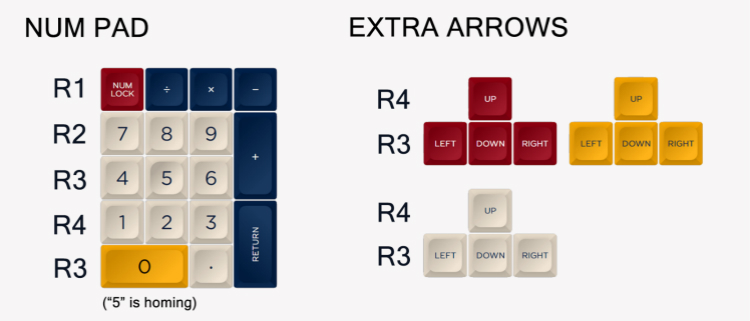 NUM PAD
R1 NUM LOCK ÷ × −
R2 7 8 9
+
R3 4 5 6
R4 1 2 3
RETURN
R3 0 .
("5" is homing)
EXTRA ARROWS
R4 UP UP
R3 LEFT DOWN RIGHT LEFT DOWN RIGHT
R4 UP
R3 LEFT DOWN RIGHT